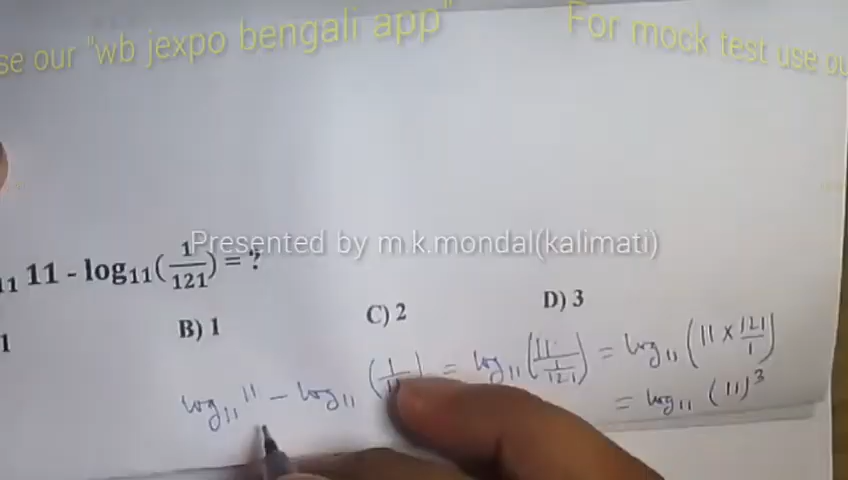 se our "wb jexpo bengali app"
For mock test use ou
Presented by m.k.mondal(kalimati)
11 11 - log11(1/121) = ?
1
B) 1
C) 2
D) 3
log11 11 - log11 (1/ ) = log11 (11/(1/121)) = log11 (11 × 121/1)
= log11 (11)^3